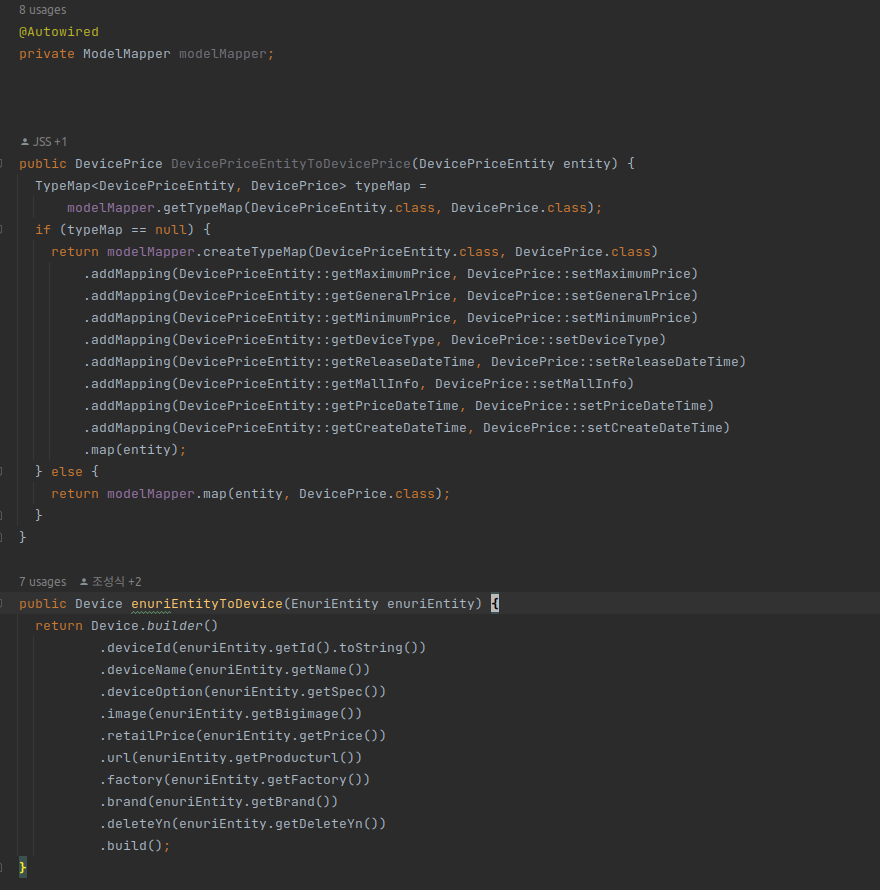 8 usages
@Autowired
private ModelMapper modelMapper;
JSS +1
public DevicePrice DevicePriceEntityToDevicePrice(DevicePriceEntity entity) {
TypeMap<DevicePriceEntity, DevicePrice> typeMap =
modelMapper.getTypeMap(DevicePriceEntity.class, DevicePrice.class);
if (typeMap == null) {
return modelMapper.createTypeMap(DevicePriceEntity.class, DevicePrice.class)
.addMapping(DevicePriceEntity::getMaximumPrice, DevicePrice::setMaximumPrice)
.addMapping(DevicePriceEntity::getGeneralPrice, DevicePrice::setGeneralPrice)
.addMapping(DevicePriceEntity::getMinimumPrice, DevicePrice::setMinimumPrice)
.addMapping(DevicePriceEntity::getDeviceType, DevicePrice::setDeviceType)
.addMapping(DevicePriceEntity::getReleaseDateTime, DevicePrice::setReleaseDateTime)
.addMapping(DevicePriceEntity::getMallInfo, DevicePrice::setMallInfo)
.addMapping(DevicePriceEntity::getPriceDateTime, DevicePrice::setPriceDateTime)
.addMapping(DevicePriceEntity::getCreateDateTime, DevicePrice::setCreateDateTime)
.map(entity);
} else {
return modelMapper.map(entity, DevicePrice.class);
}
}
7 usages 조성식 +2
public Device enuriEntityToDevice(EnuriEntity enuriEntity) {
return Device.builder()
.deviceId(enuriEntity.getId().toString())
.deviceName(enuriEntity.getName())
.deviceOption(enuriEntity.getSpec())
.image(enuriEntity.getBigimage())
.retailPrice(enuriEntity.getPrice())
.url(enuriEntity.getProducturl())
.factory(enuriEntity.getFactory())
.brand(enuriEntity.getBrand())
.deleteYn(enuriEntity.getDeleteYn())
.build();
}